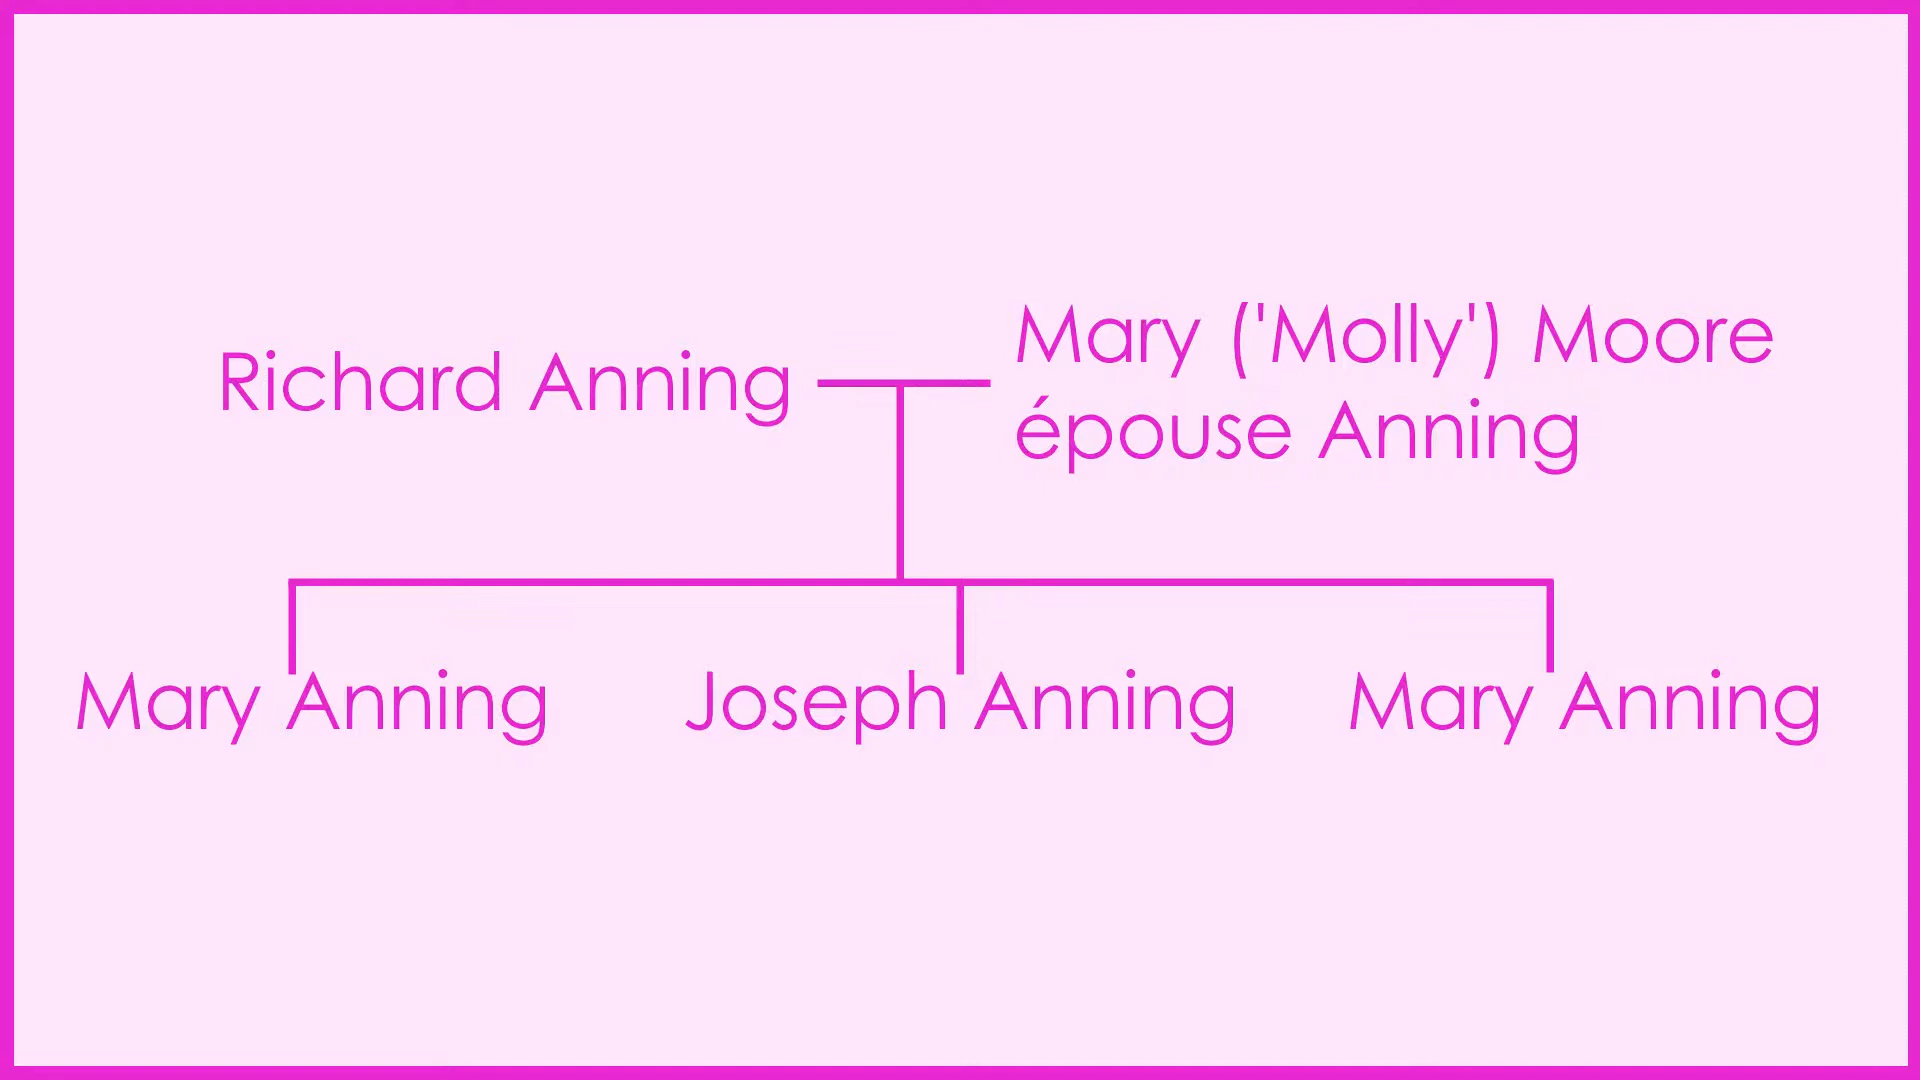 Richard Anning
Mary ('Molly') Moore
épouse Anning
Mary Anning
Joseph Anning
Mary Anning